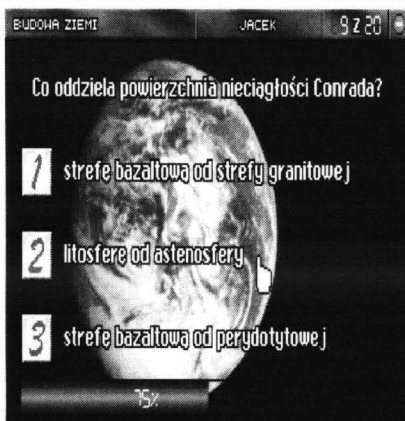 BUDOWA ZIEMI JACEK 9 Z 20
Co oddziela powierzchnia nieciągłości Conrada?
1 strefę bazaltową od strefy granitowej
2 litosferę od astenosfery
3 strefę bazaltową od perydotytowej
75%